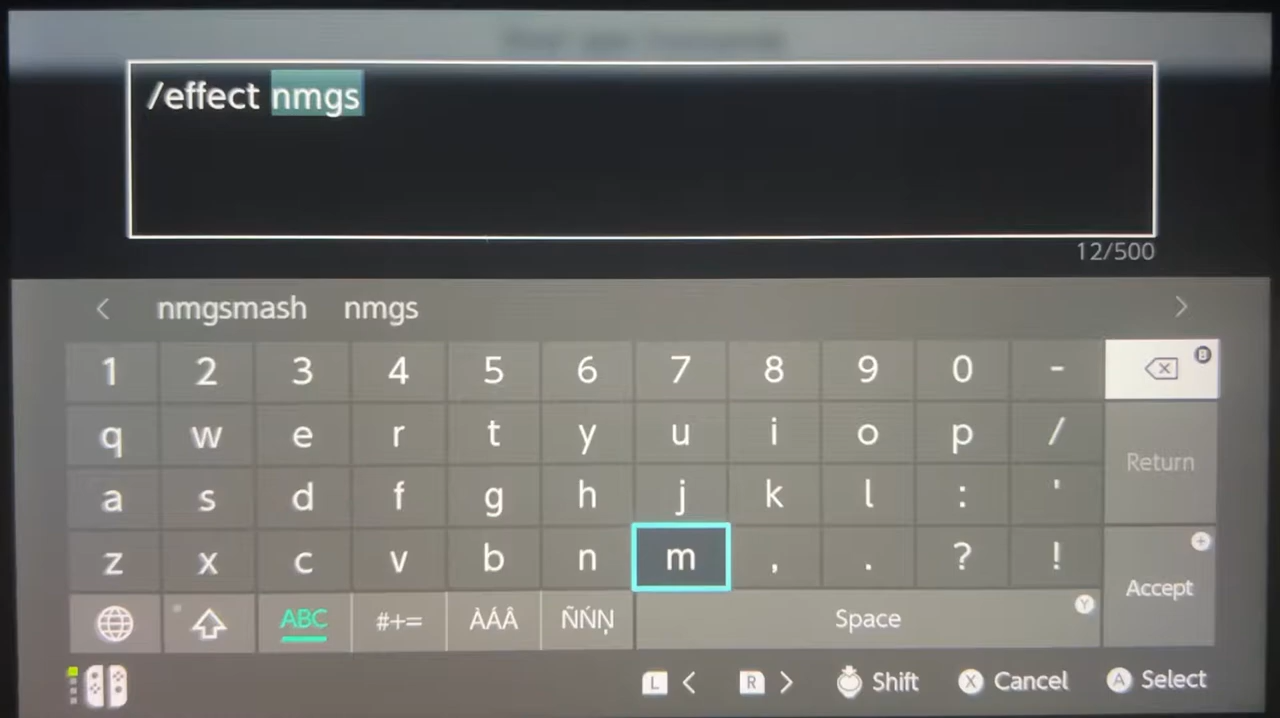 /effect nmgs
12/500
< nmgsmash nmgs >
1 2 3 4 5 6 7 8 9 0 - B
q w e r t y u i o p /
Return
a s d f g h j k l : '
z x c v b n m , . ? !
Accept
ABC #+= ÀÁÂ ÑŃŅ Space Y
L < R > Shift X Cancel A Select